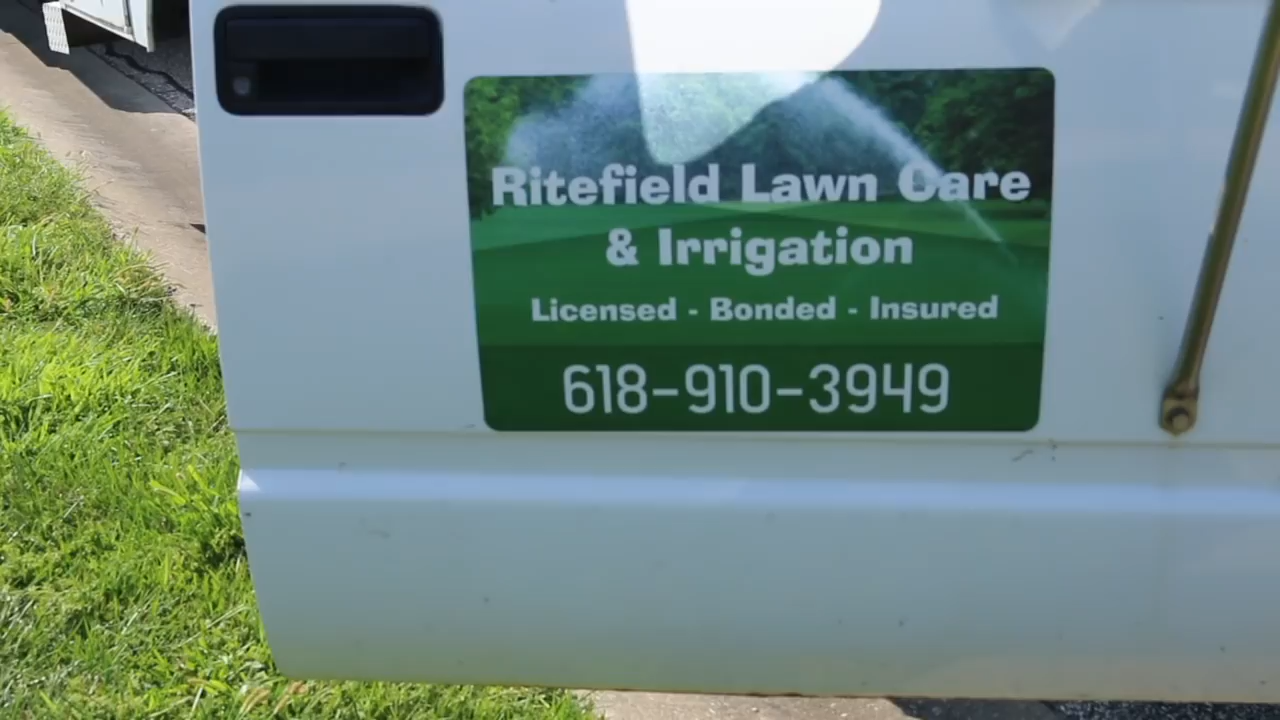 Ritefield Lawn Care
& Irrigation
Licensed - Bonded - Insured
618-910-3949